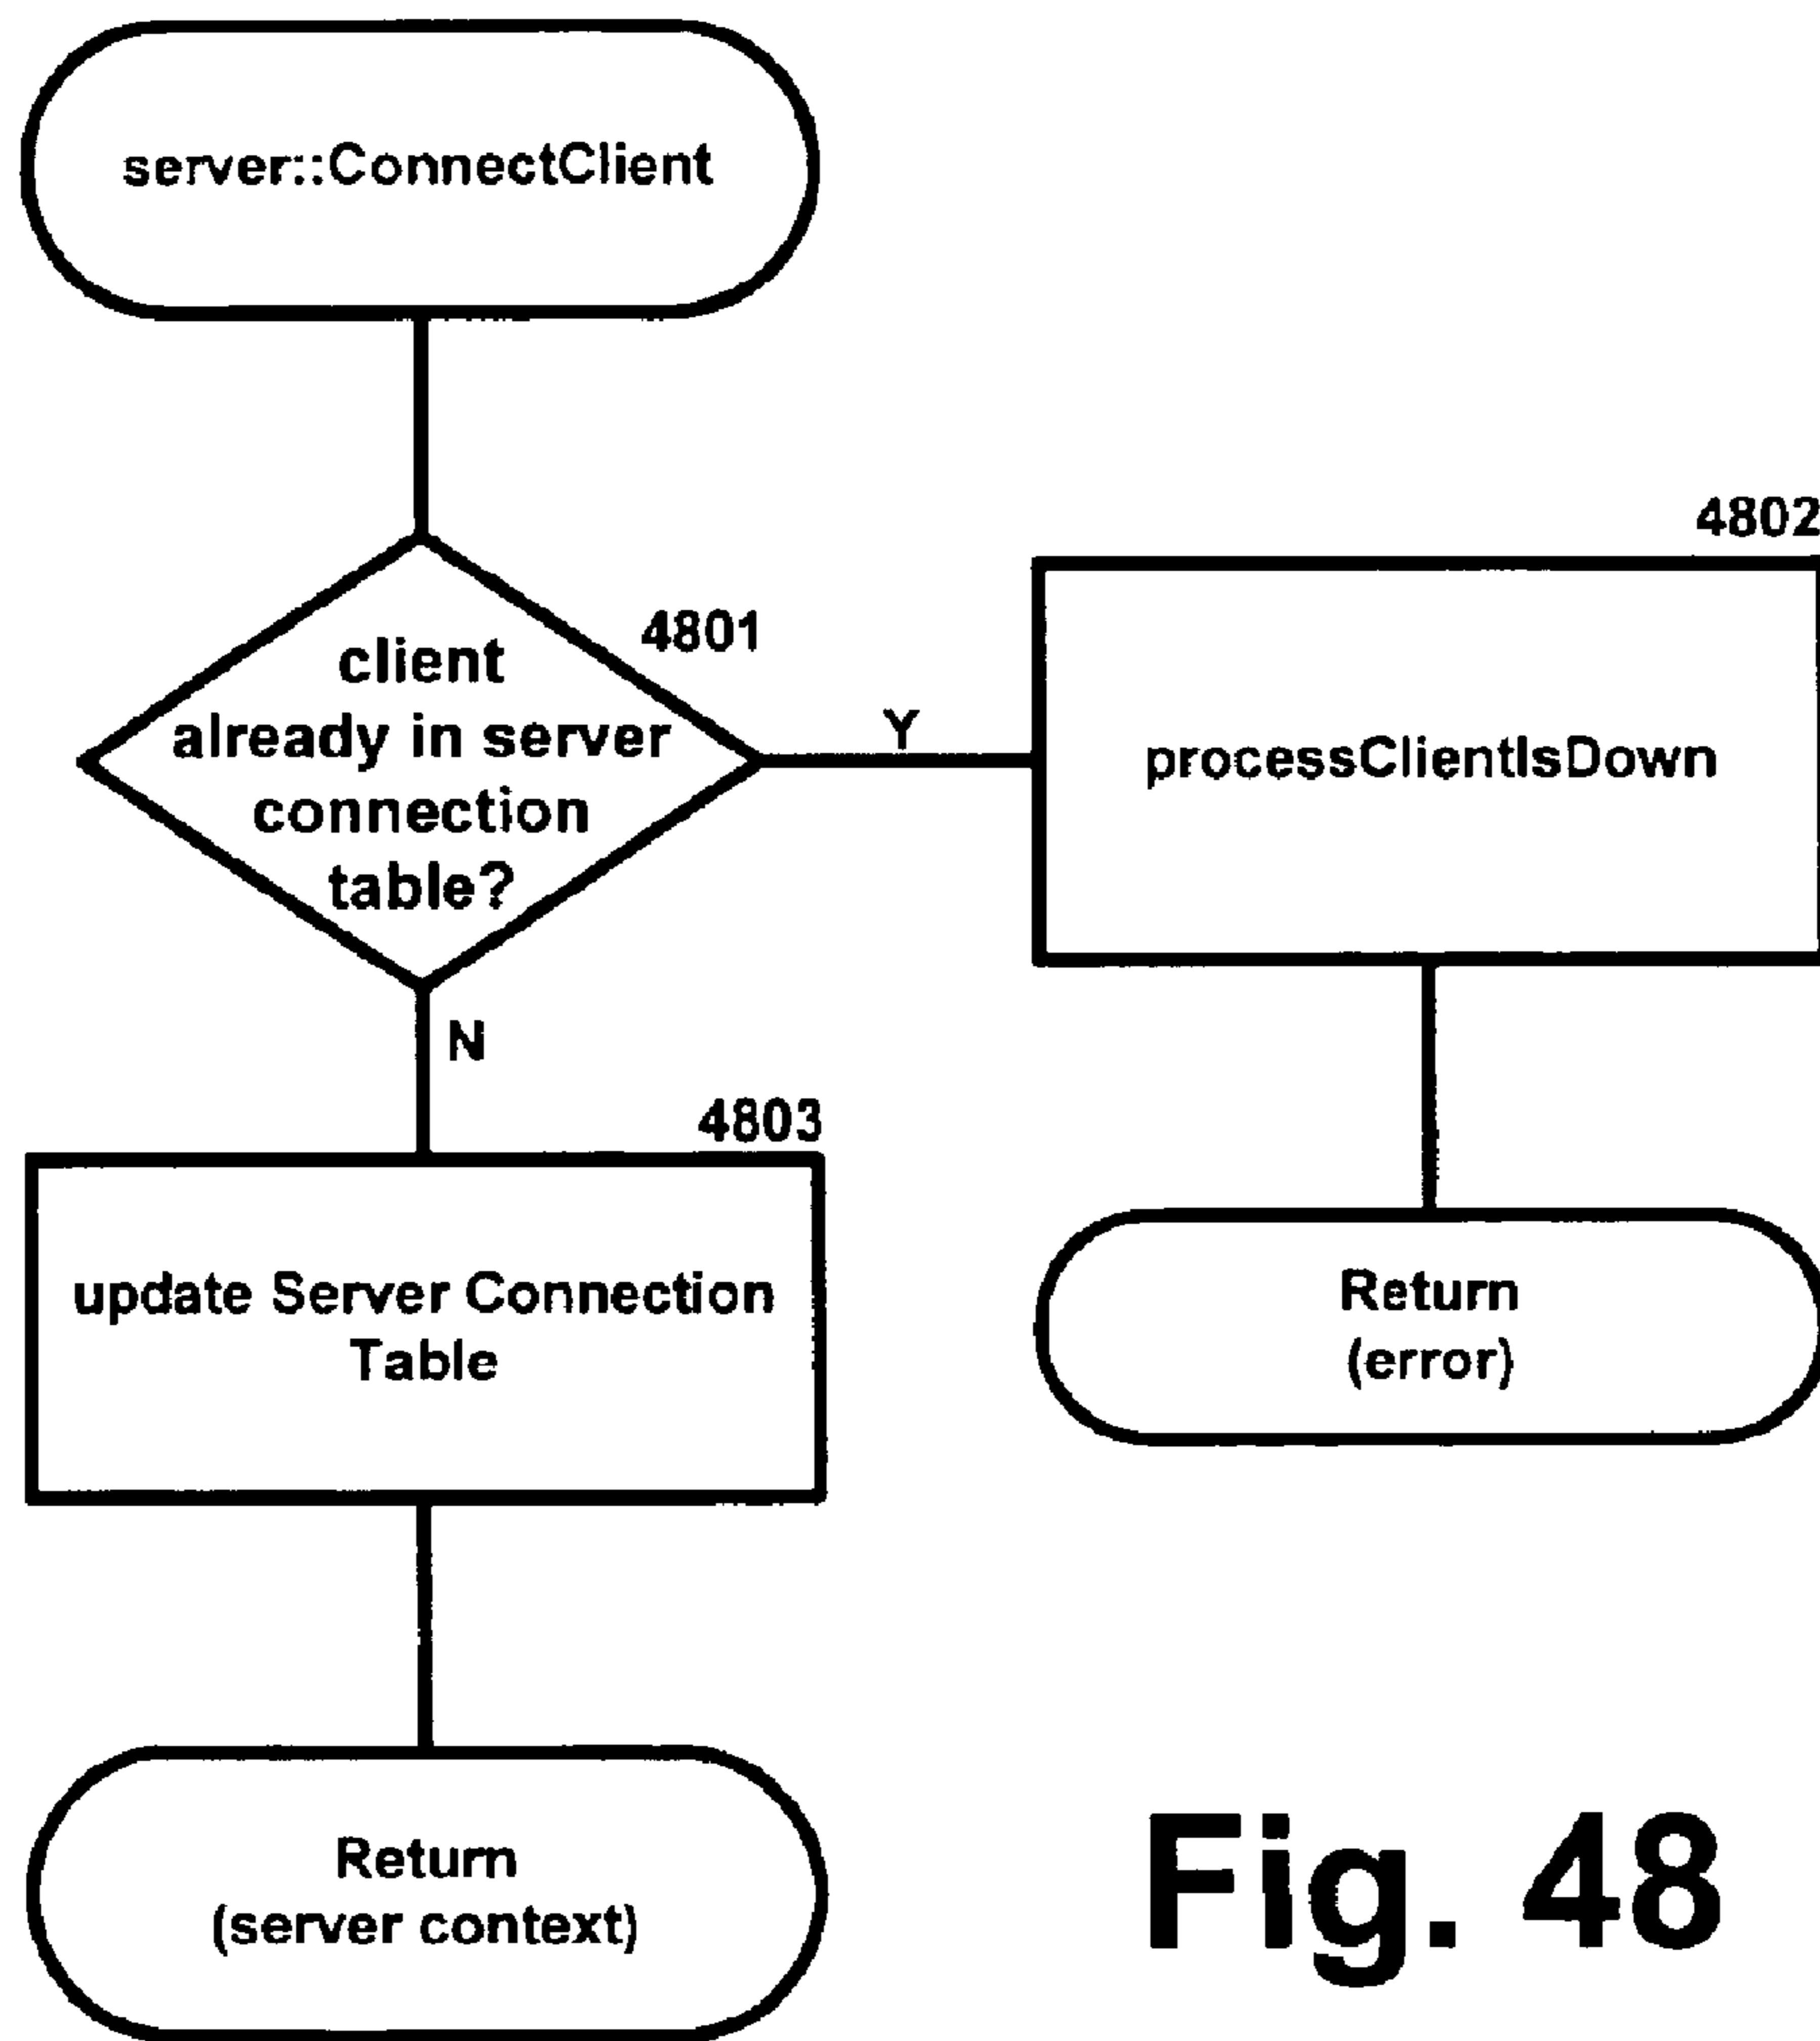 server::ConnectClient
4801
client
already in server
connection
table?
Y
4802
processClientIsDown
N
4803
update Server Connection
Table
Return
(error)
Return
(server context)
Fig. 48